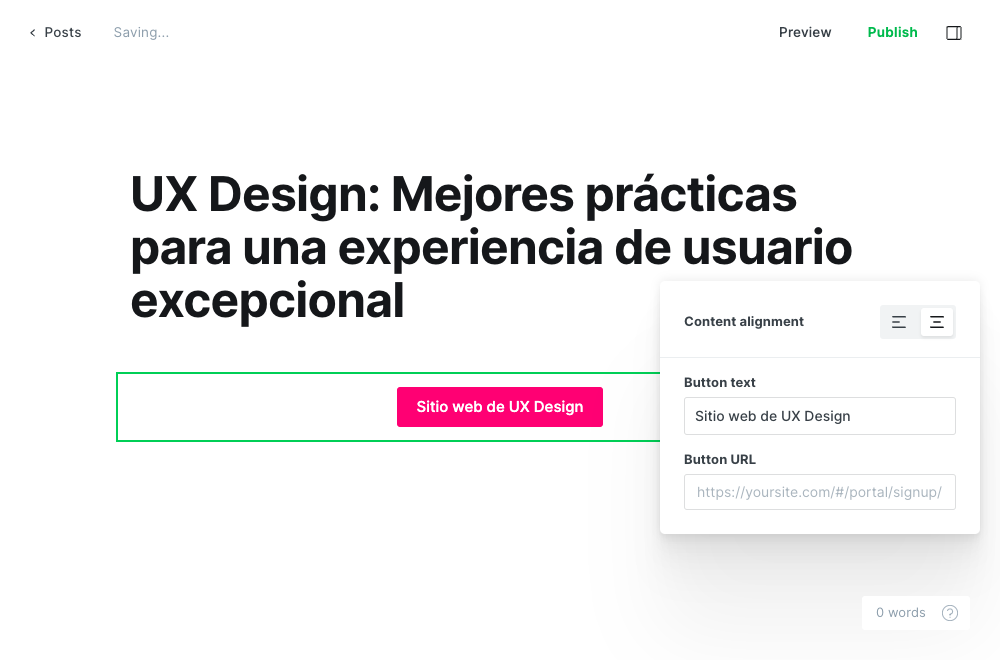 Posts
Saving...
Preview
Publish
UX Design: Mejores prácticas
para una experiencia de usuario
excepcional
Sitio web de UX Design
Content alignment
Button text
Sitio web de UX Design
Button URL
https://yoursite.com/#/portal/signup/
0 words
?